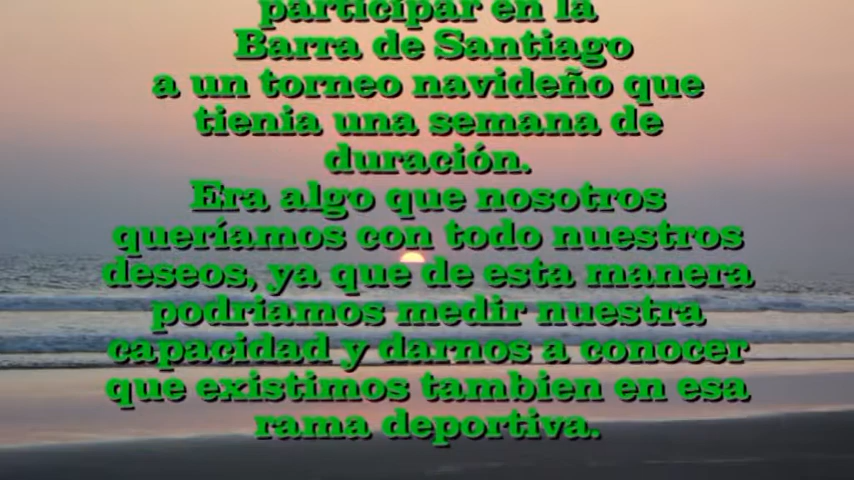 participar en la
Barra de Santiago
a un torneo navideño que
tienia una semana de
duración.
Era algo que nosotros
queríamos con todo nuestros
deseos, ya que de esta manera
podriamos medir nuestra
capacidad y darnos a conocer
que existimos tambien en esa
rama deportiva.